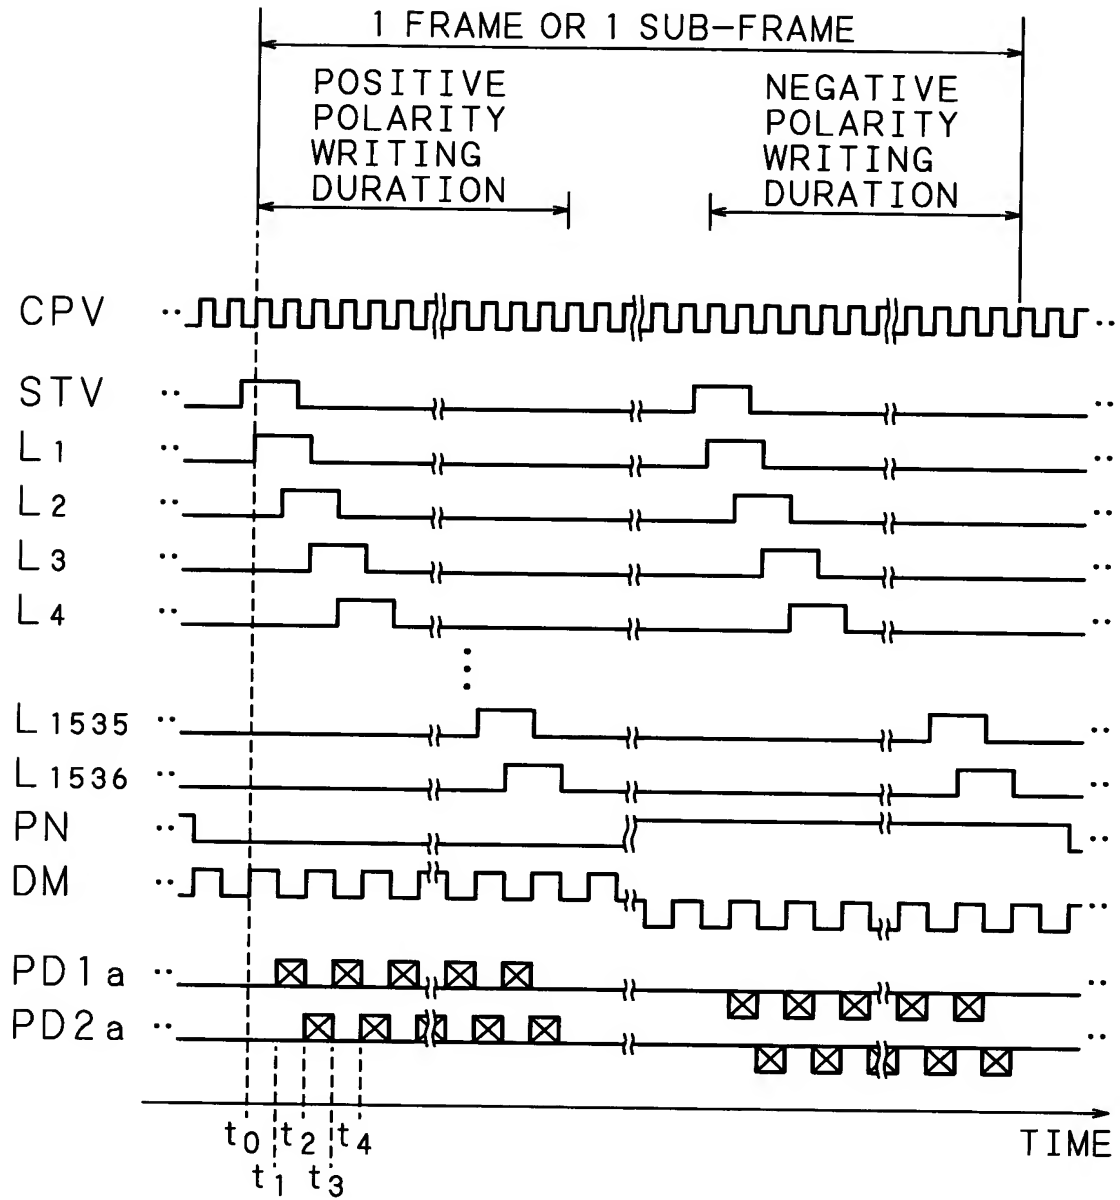 1 FRAME OR 1 SUB-FRAME
POSITIVE
POLARITY
WRITING
DURATION
NEGATIVE
POLARITY
WRITING
DURATION
CPV
STV
L1
L2
L3
L4
L1535
L1536
PN
DM
PD1a
PD2a
t0 t2 t4 TIME
t1 t3